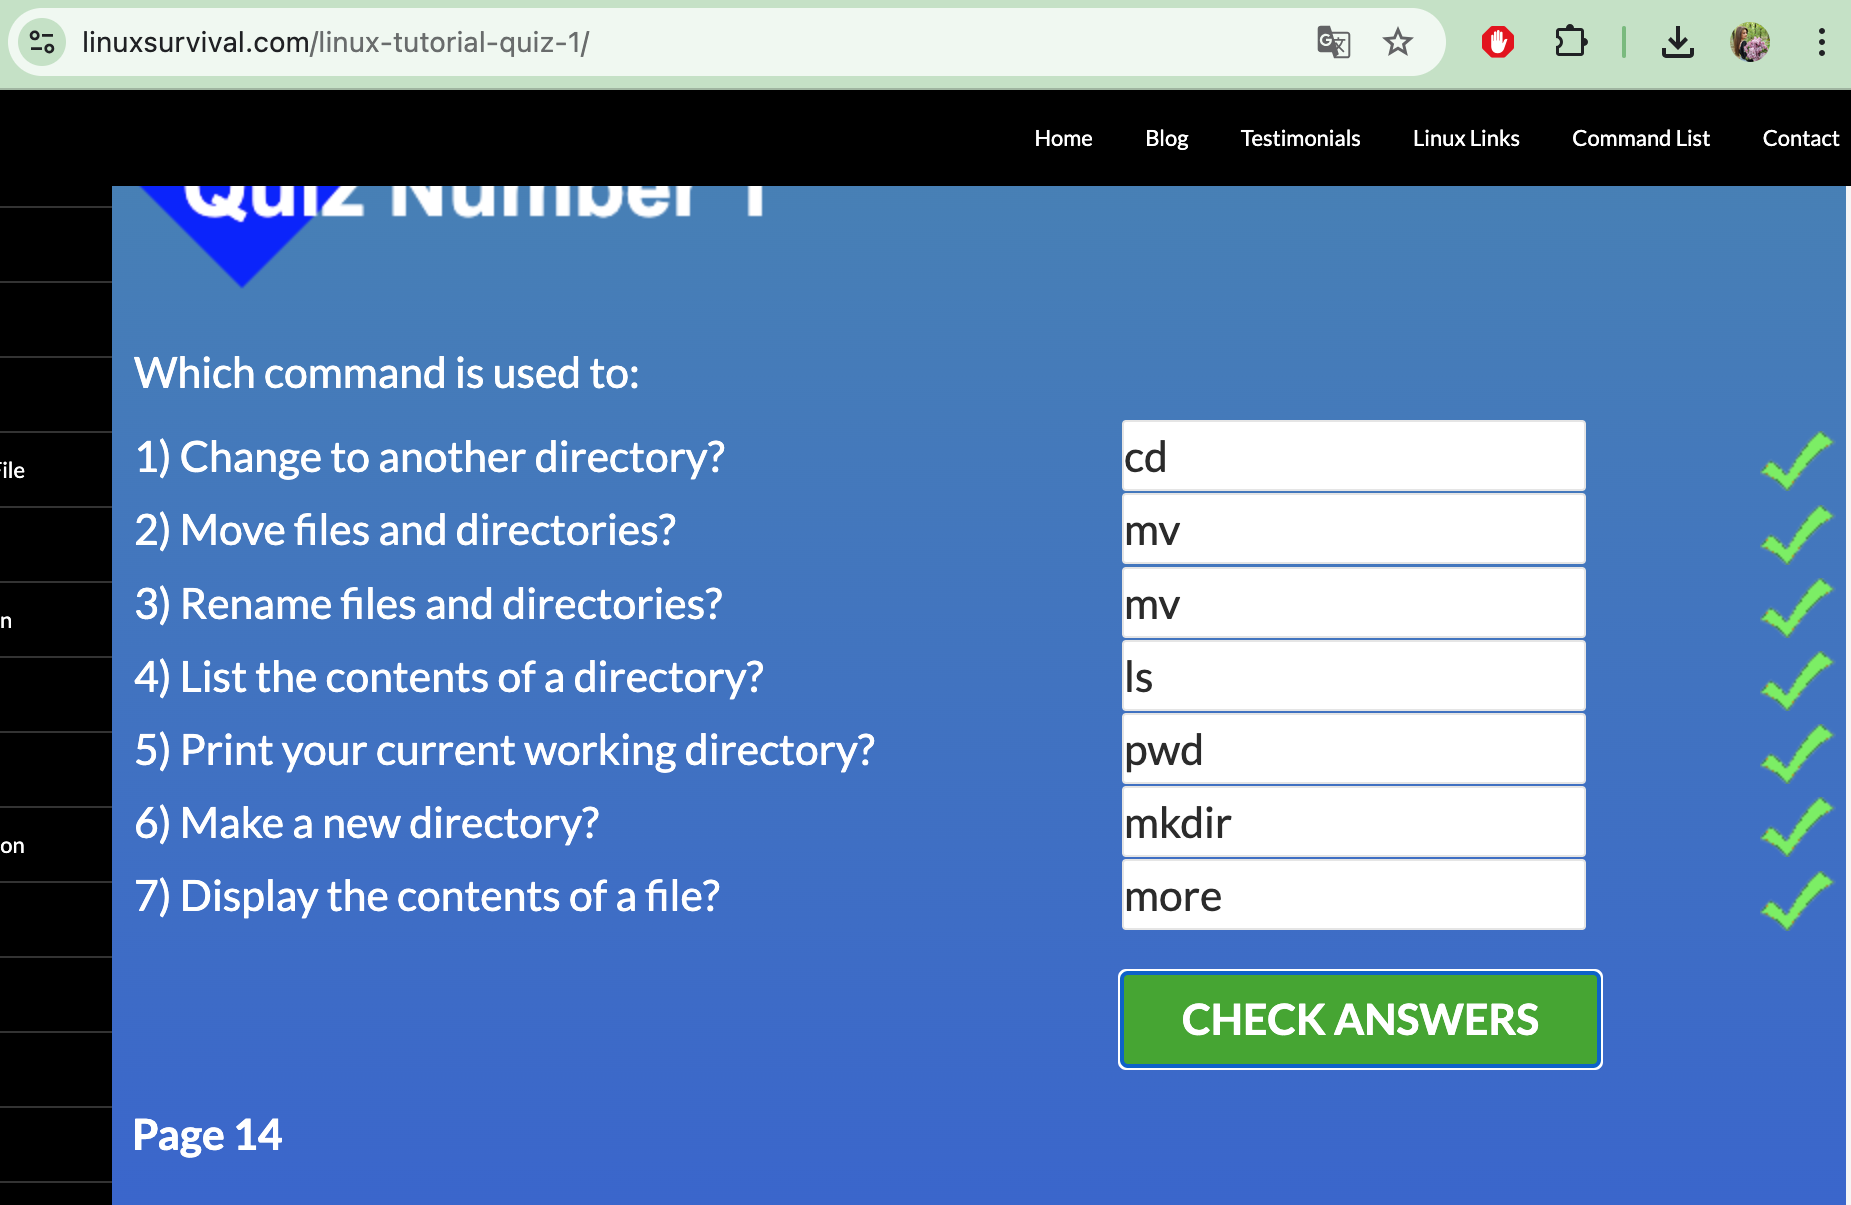 linuxsurvival.com/linux-tutorial-quiz-1/
Home Blog Testimonials Linux Links Command List Contact
Quiz Number 1
Which command is used to:
1) Change to another directory? cd
ile
2) Move files and directories? mv
3) Rename files and directories? mv
n
4) List the contents of a directory? ls
5) Print your current working directory? pwd
6) Make a new directory? mkdir
on
7) Display the contents of a file? more
CHECK ANSWERS
Page 14